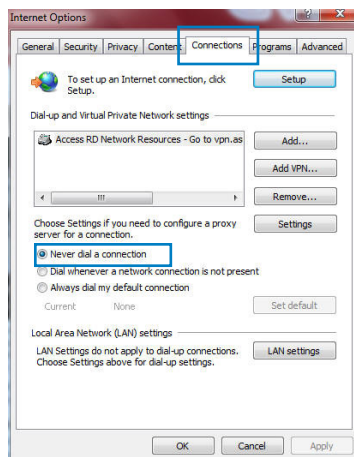 Internet Options
General Security Privacy Content Connections Programs Advanced
To set up an Internet connection, click
Setup.
Setup
Dial-up and Virtual Private Network settings
Access RD Network Resources - Go to vpn.as
Add...
Add VPN...
Remove...
Choose Settings if you need to configure a proxy
server for a connection.
Settings
Never dial a connection
Dial whenever a network connection is not present
Always dial my default connection
Current None
Set default
Local Area Network (LAN) settings
LAN Settings do not apply to dial-up connections.
Choose Settings above for dial-up settings.
LAN settings
OK Cancel Apply